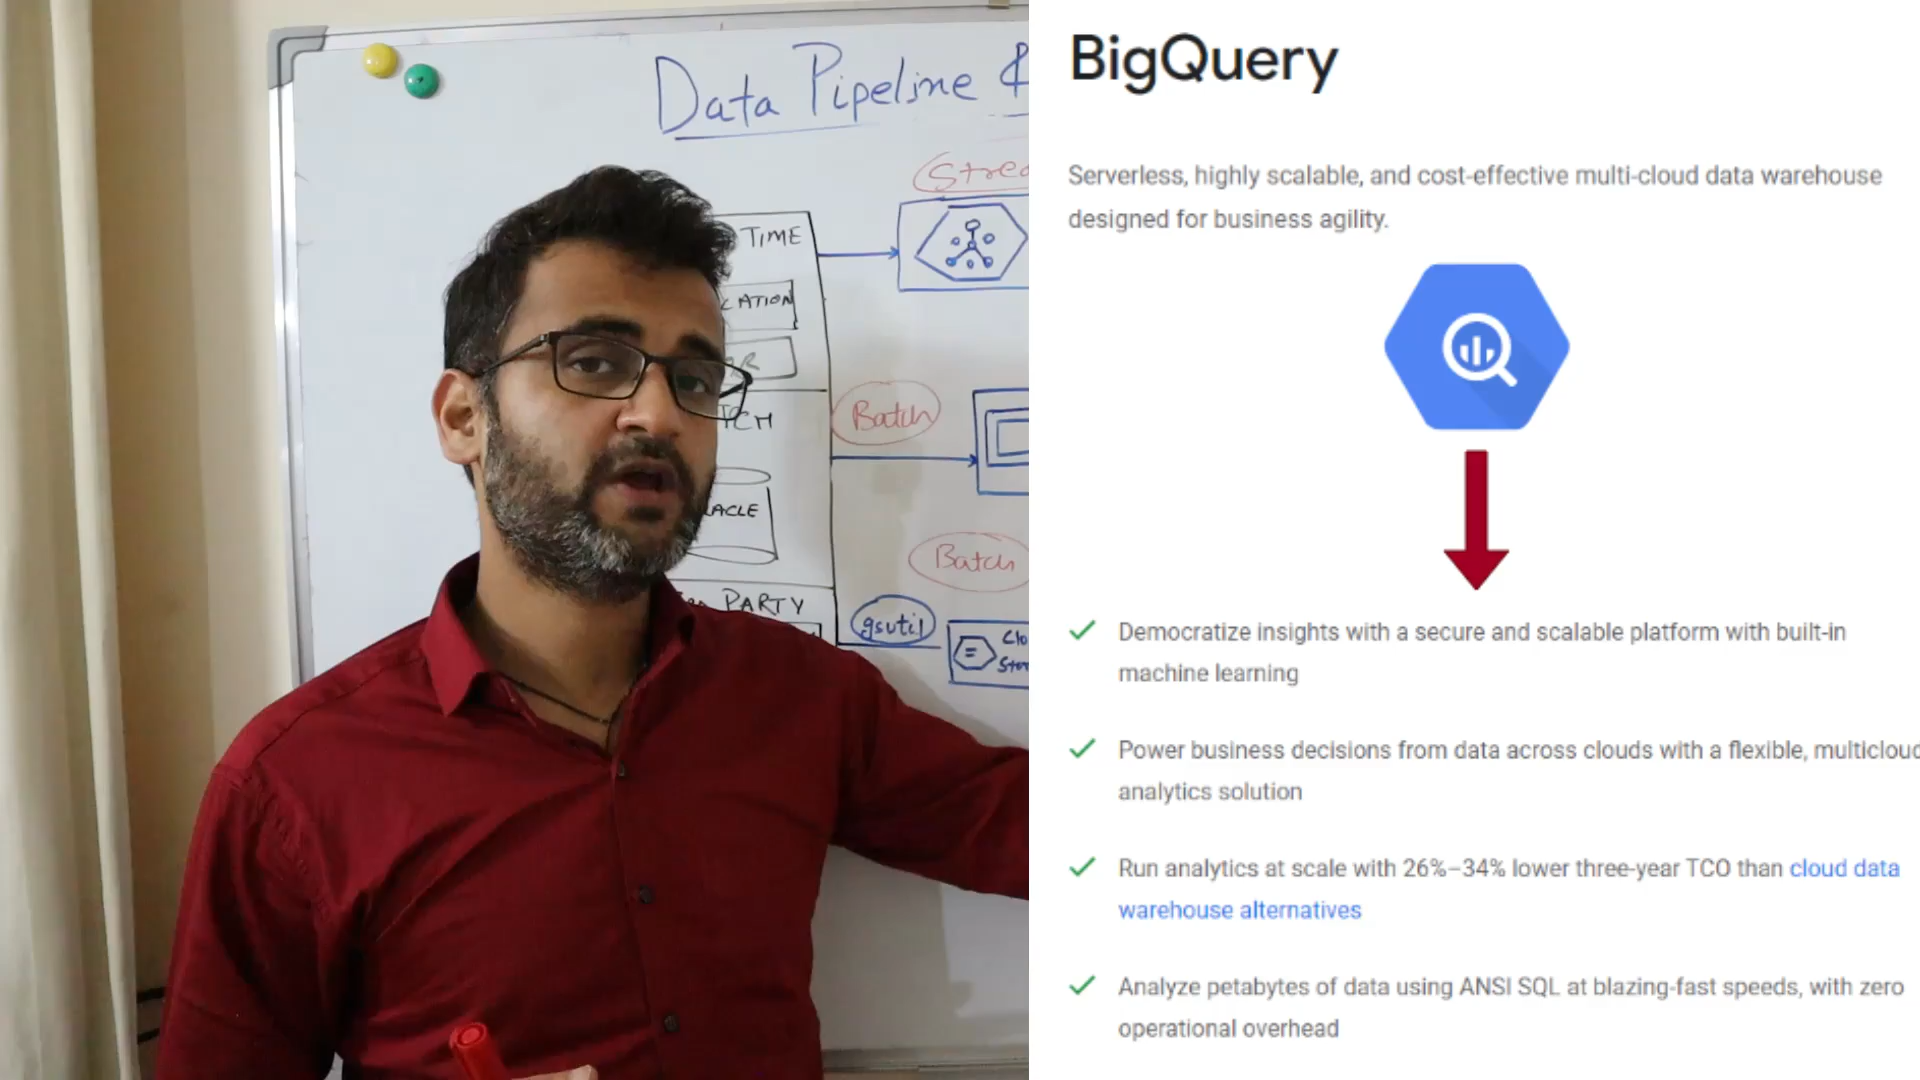 Data Pipeline &
TIME
Batch
gsutil
Batch
PARTY
BigQuery
Serverless, highly scalable, and cost-effective multi-cloud data warehouse
designed for business agility.
Democratize insights with a secure and scalable platform with built-in
machine learning
Power business decisions from data across clouds with a flexible, multicloud
analytics solution
Run analytics at scale with 26%–34% lower three-year TCO than cloud data
warehouse alternatives
Analyze petabytes of data using ANSI SQL at blazing-fast speeds, with zero
operational overhead